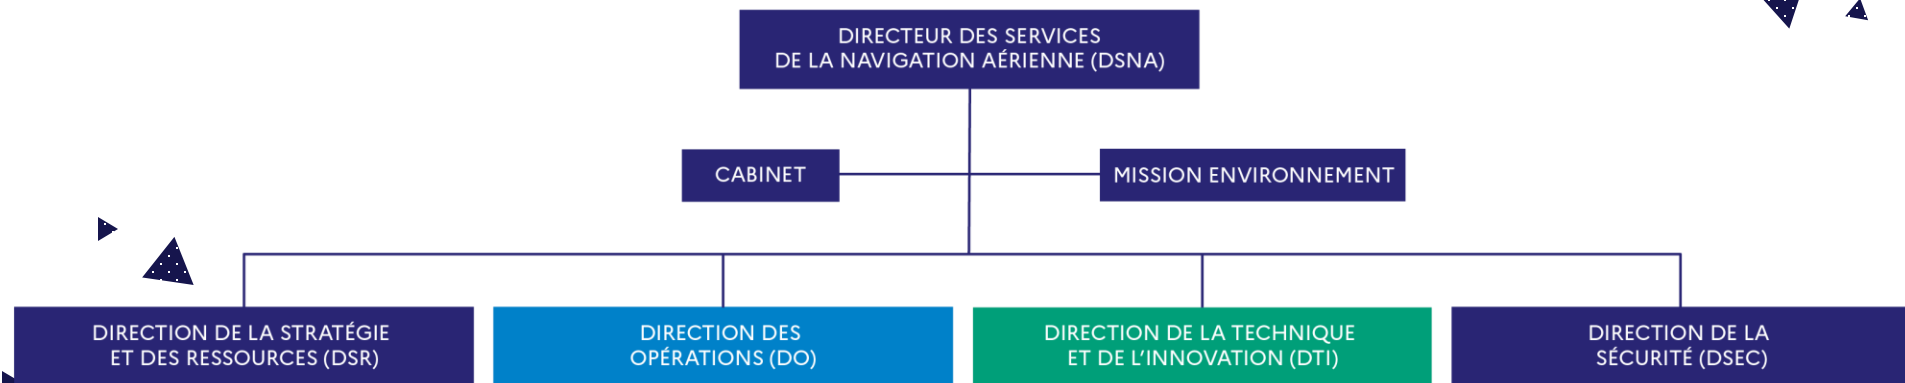 DIRECTEUR DES SERVICES
DE LA NAVIGATION AÉRIENNE (DSNA)
CABINET
MISSION ENVIRONNEMENT
DIRECTION DE LA STRATÉGIE
ET DES RESSOURCES (DSR)
DIRECTION DES
OPÉRATIONS (DO)
DIRECTION DE LA TECHNIQUE
ET DE L'INNOVATION (DTI)
DIRECTION DE LA
SÉCURITÉ (DSEC)